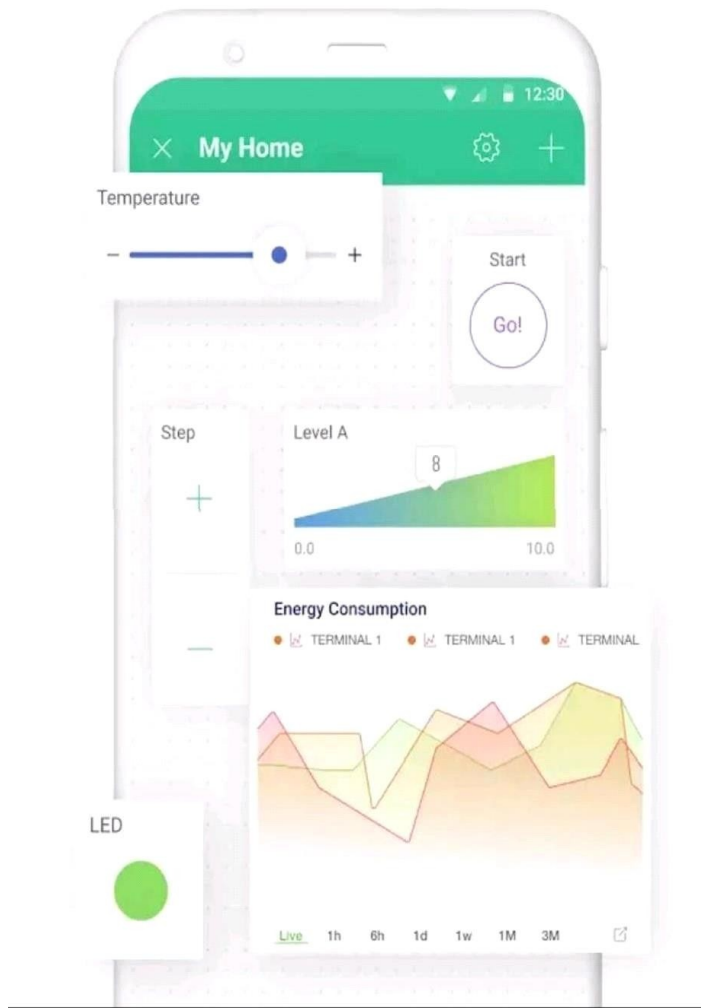 12:30
My Home
Temperature
− +
Start
Go!
Step
+
−
Level A
8
0.0 10.0
Energy Consumption
TERMINAL 1 TERMINAL 1 TERMINAL
LED
Live 1h 6h 1d 1w 1M 3M